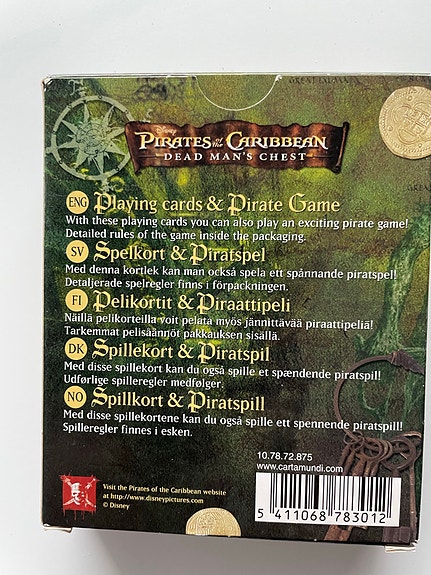 Disney
PIRATES of the CARIBBEAN
DEAD MAN'S CHEST
ENG Playing cards & Pirate Game
With these playing cards you can also play an exciting pirate game!
Detailed rules of the game inside the packaging.
SV Spelkort & Piratspel
Med denna kortlek kan man också spela ett spännande piratspel!
Detaljerade spelregler finns i förpackningen.
FI Pelikortit & Piraattipeli
Näillä pelikorteilla voit pelata myös jännittävää piraattipeliä!
Tarkemmat pelisäännöt pakkauksen sisällä.
DK Spillekort & Piratspil
Med disse spillekort kan du også spille et spændende piratspil!
Udførlige spilleregler medfølger.
NO Spillkort & Piratspill
Med disse spillekortene kan du også spille ett spennende piratspill!
Spilleregler finnes i esken.
10.78.72.875
www.cartamundi.com
Visit the Pirates of the Caribbean website
at http://www.disneypictures.com
© Disney
5 411068 783012